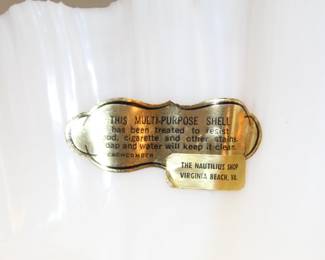 THIS MULTI-PURPOSE SHELL
has been treated to resist
od, cigarette and other stains.
oap and water will keep it clean.
THE NAUTILUS SHOP
VIRGINIA BEACH, VA.